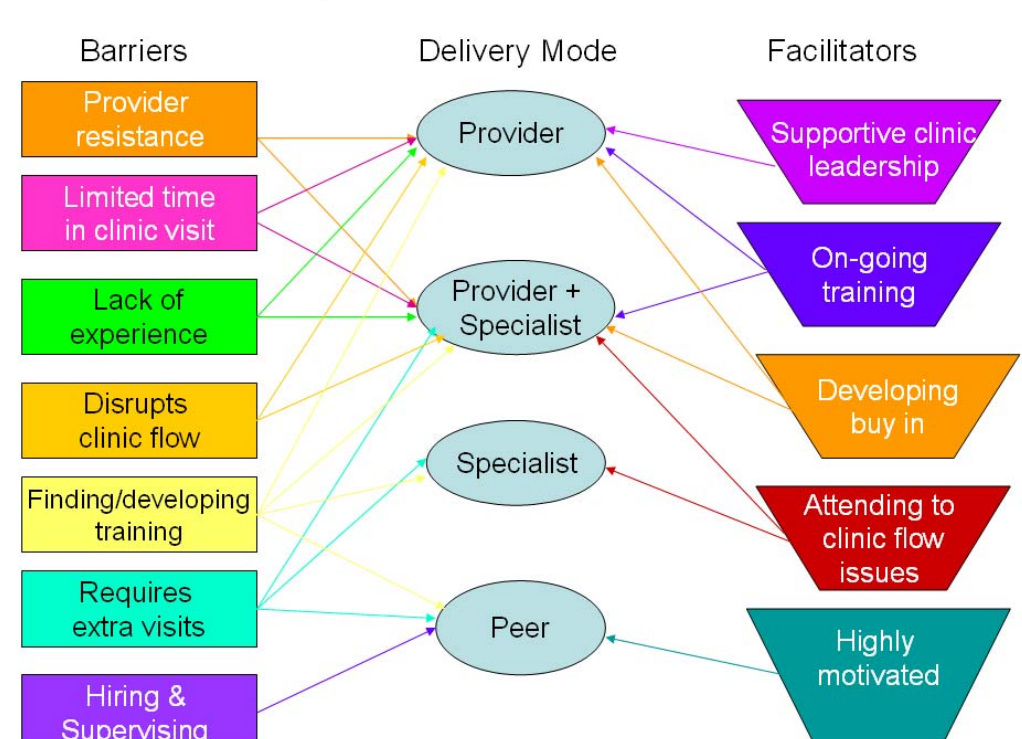 Barriers
Delivery Mode
Facilitators
Provider
resistance
Limited time
in clinic visit
Lack of
experience
Disrupts
clinic flow
Finding/developing
training
Requires
extra visits
Hiring &
Supervising
Provider
Provider +
Specialist
Specialist
Peer
Supportive clinic
leadership
On-going
training
Developing
buy in
Attending to
clinic flow
issues
Highly
motivated